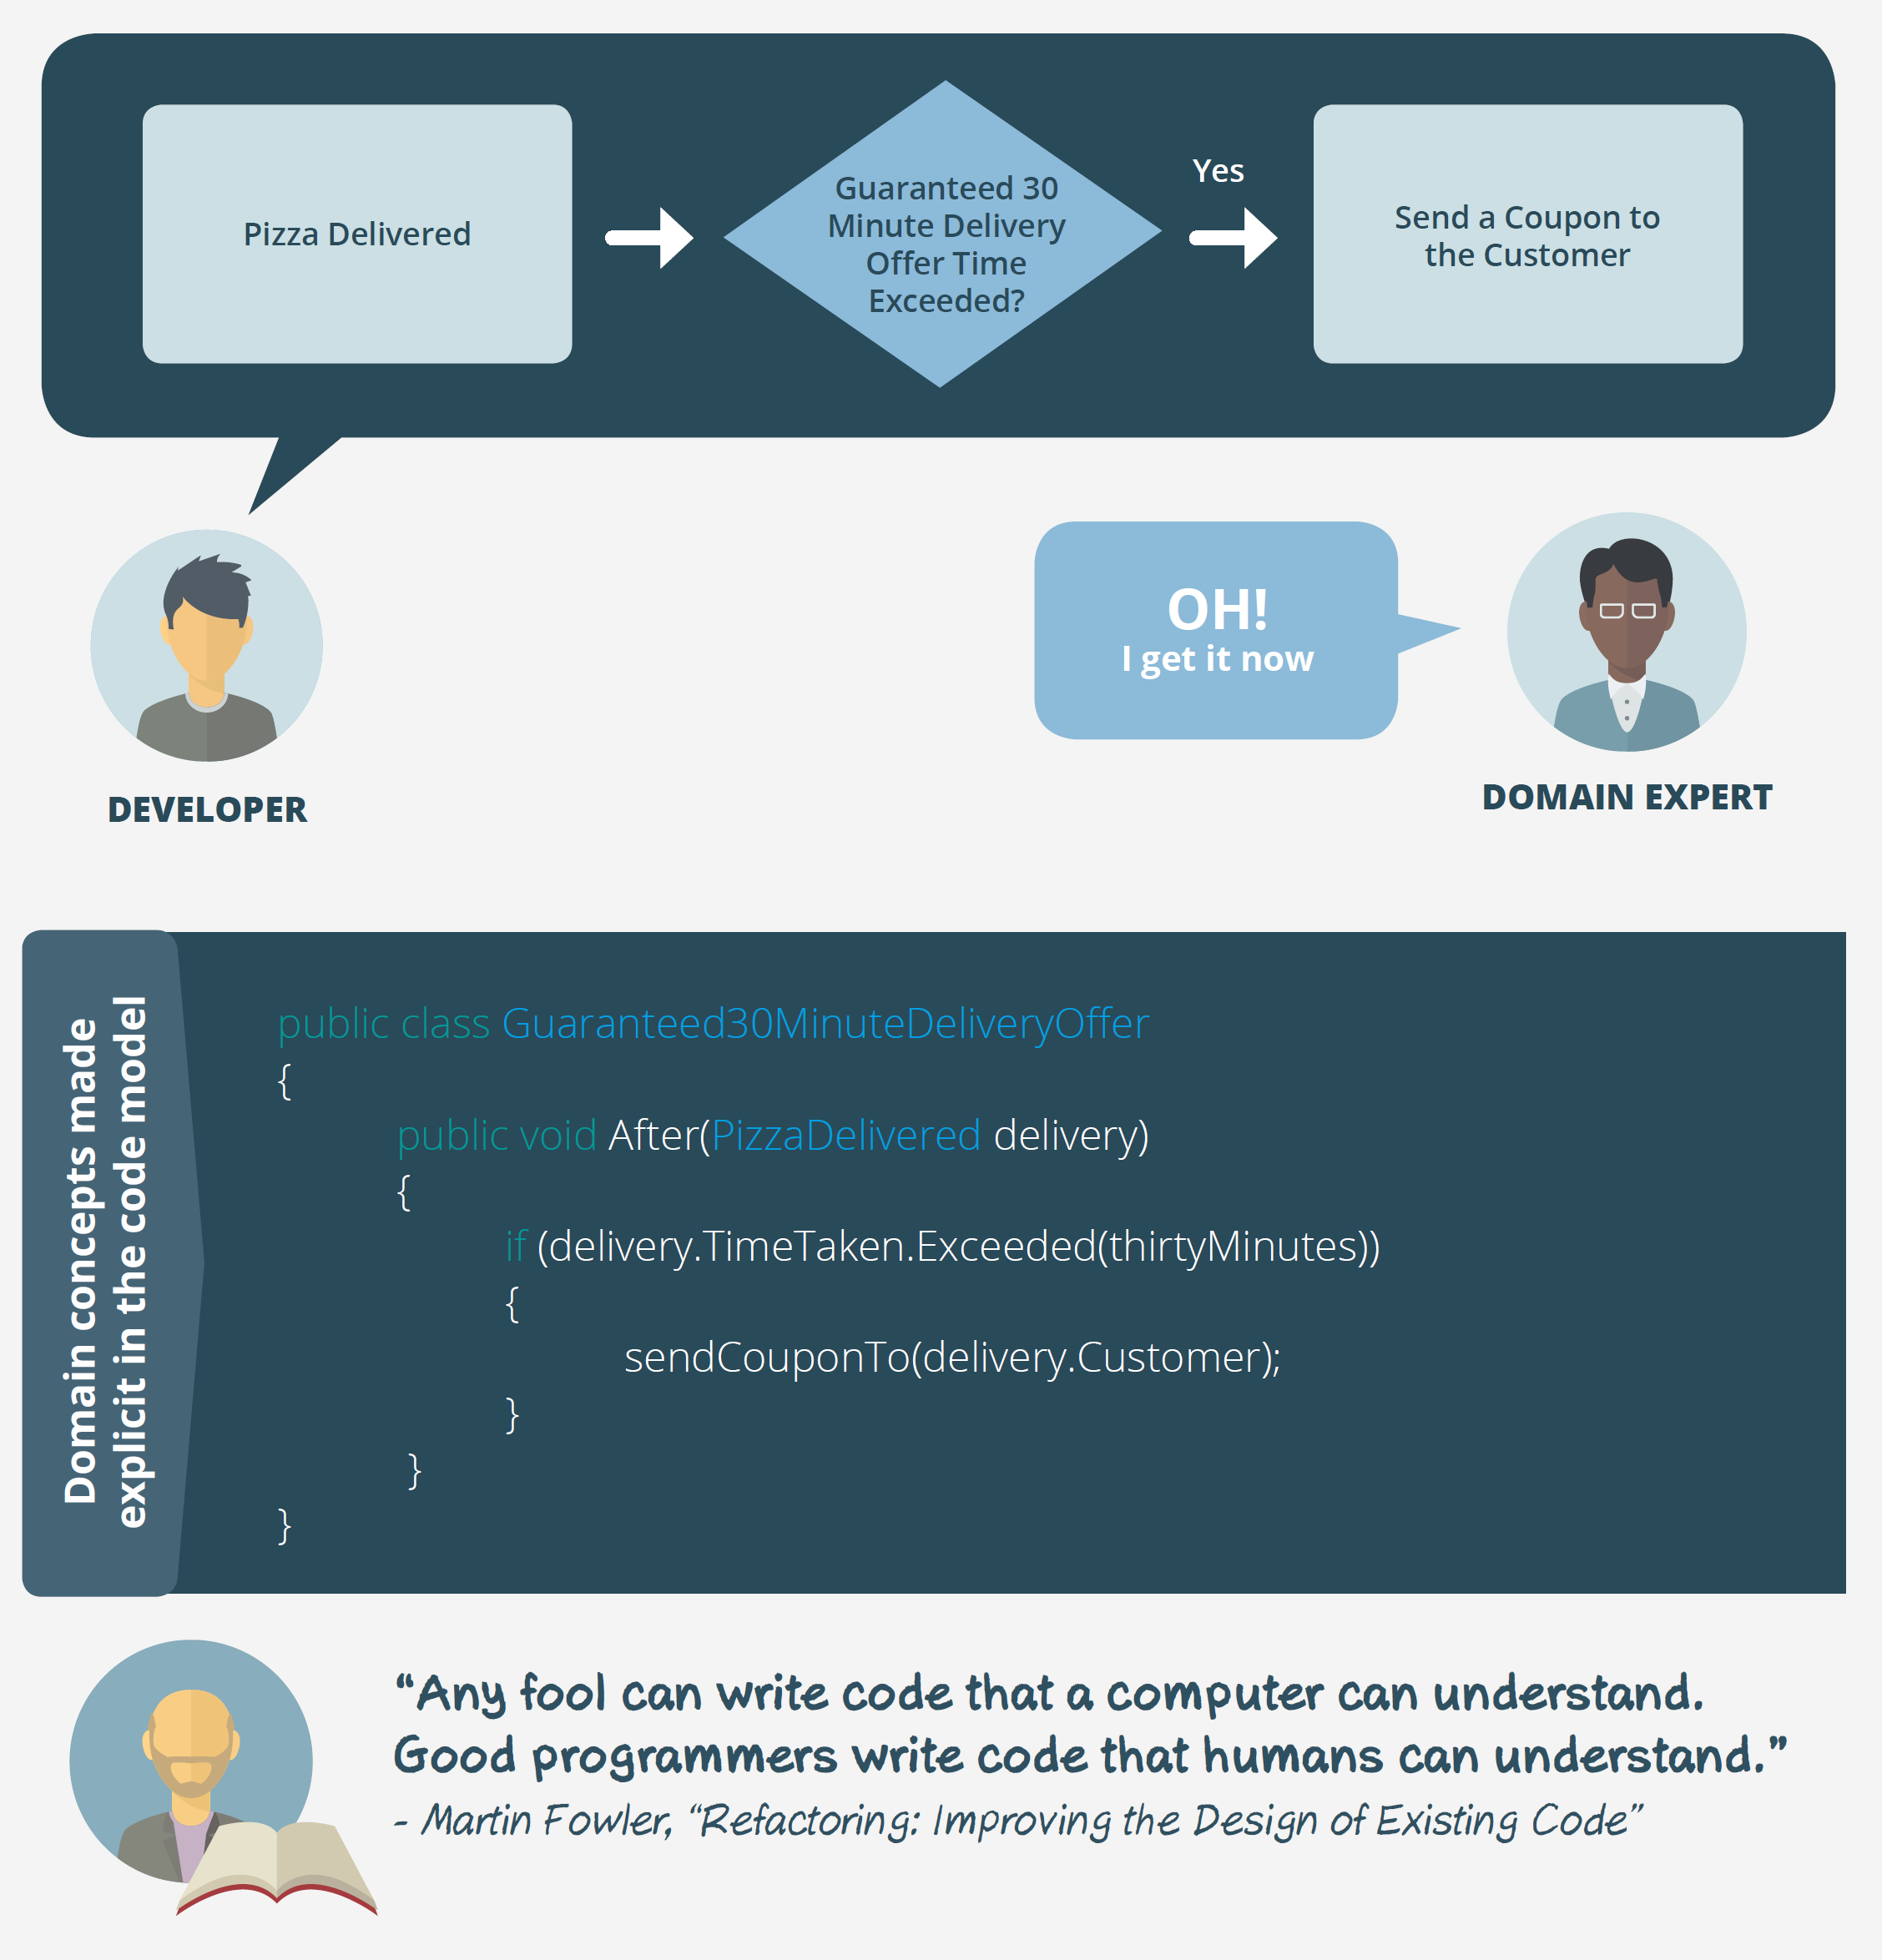 Pizza Delivered
Guaranteed 30
Minute Delivery
Offer Time
Exceeded?
Yes
Send a Coupon to
the Customer
OH!
I get it now
DEVELOPER
DOMAIN EXPERT
Domain concepts made
explicit in the code model
public class Guaranteed30MinuteDeliveryOffer
{
public void After(PizzaDelivered delivery)
{
if (delivery.TimeTaken.Exceeded(thirtyMinutes))
{
sendCouponTo(delivery.Customer);
}
}
}
“Any fool can write code that a computer can understand.
Good programmers write code that humans can understand.”
- Martin Fowler, “Refactoring: Improving the Design of Existing Code”